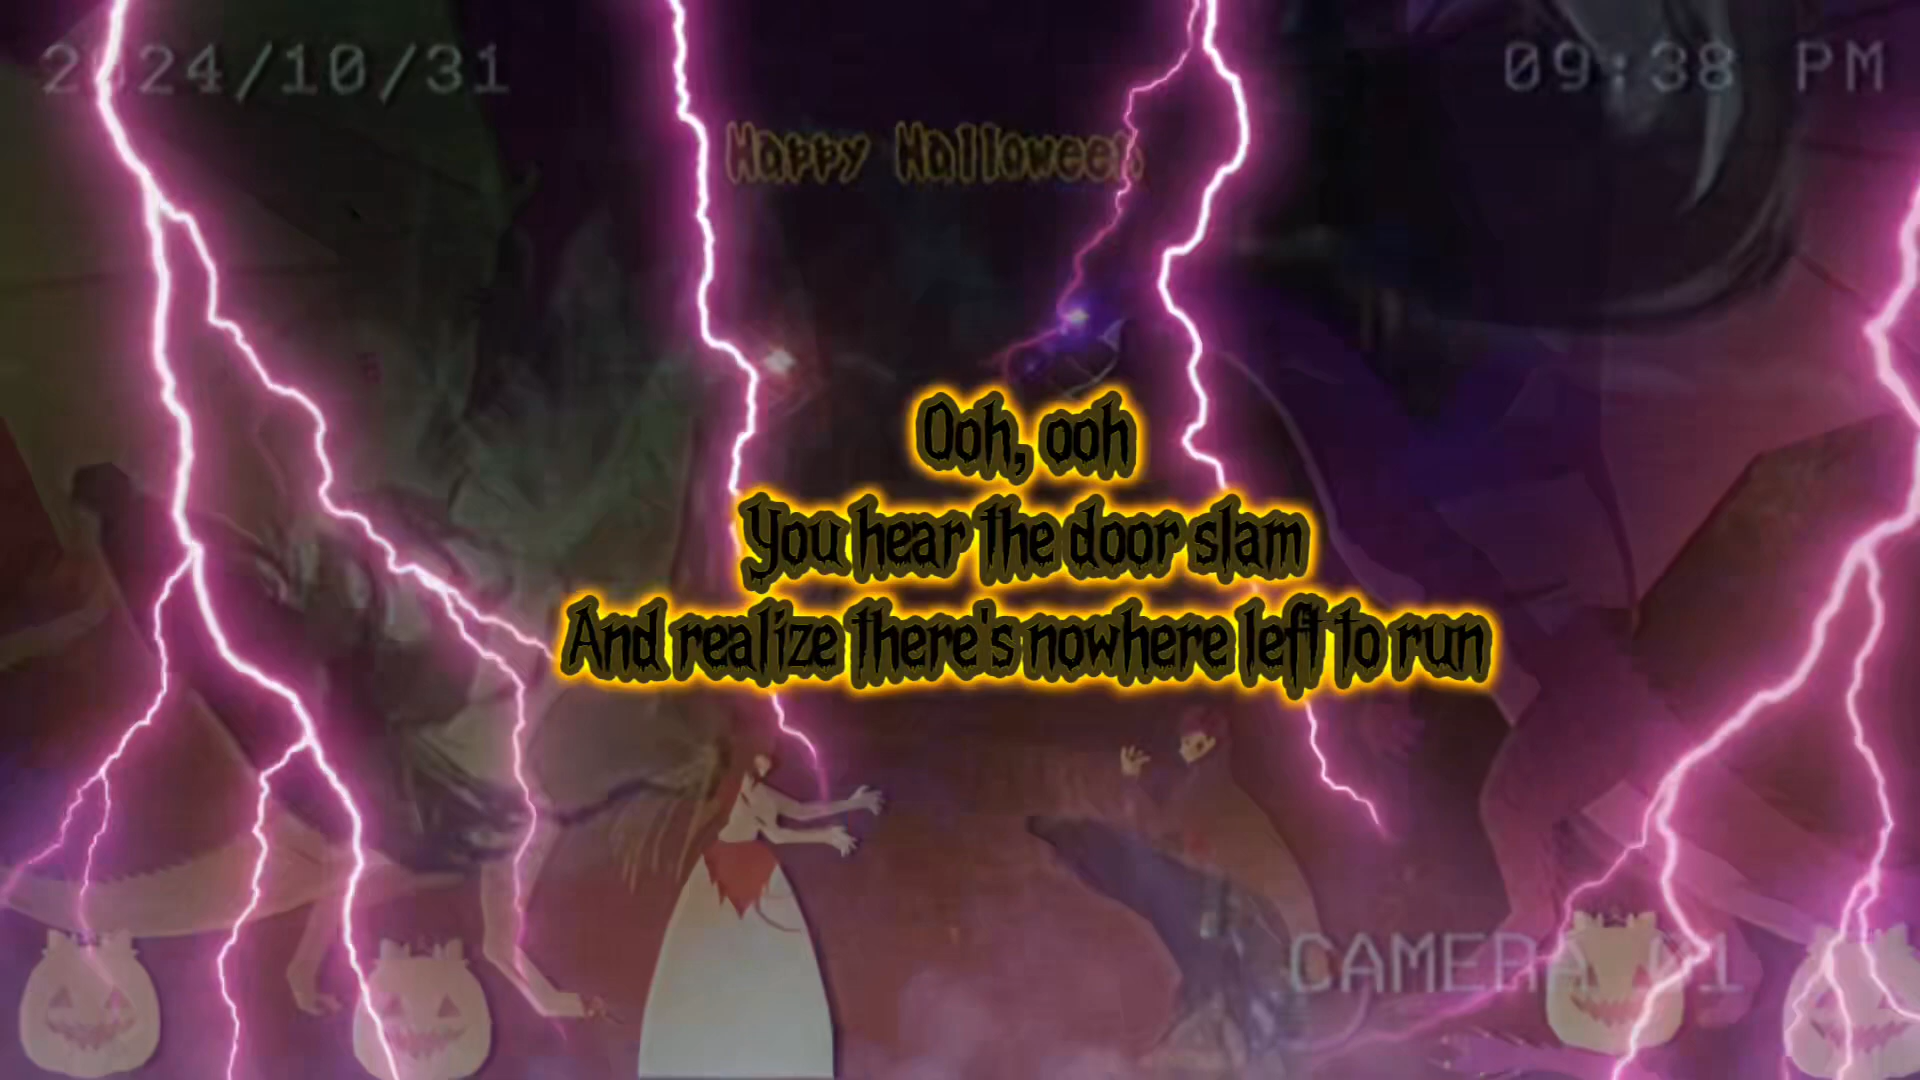 2024/10/31
09:38 PM
Happy Halloween
Ooh, ooh
You hear the door slam
And realize there's nowhere left to run
CAMERA 01